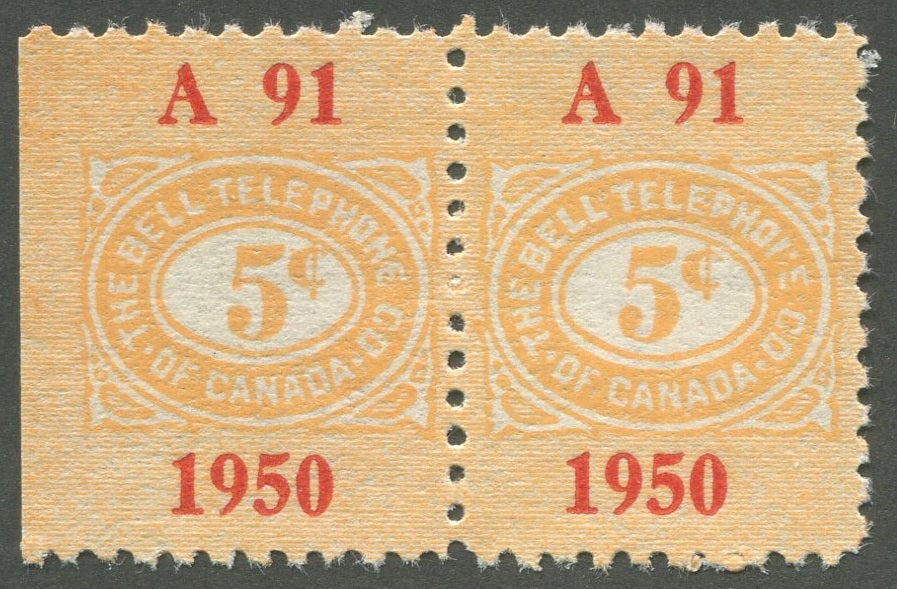 A 91
THE BELL TELEPHONE CO.
5¢
· OF CANADA ·
1950
A 91
THE BELL TELEPHONE CO.
5¢
· OF CANADA ·
1950